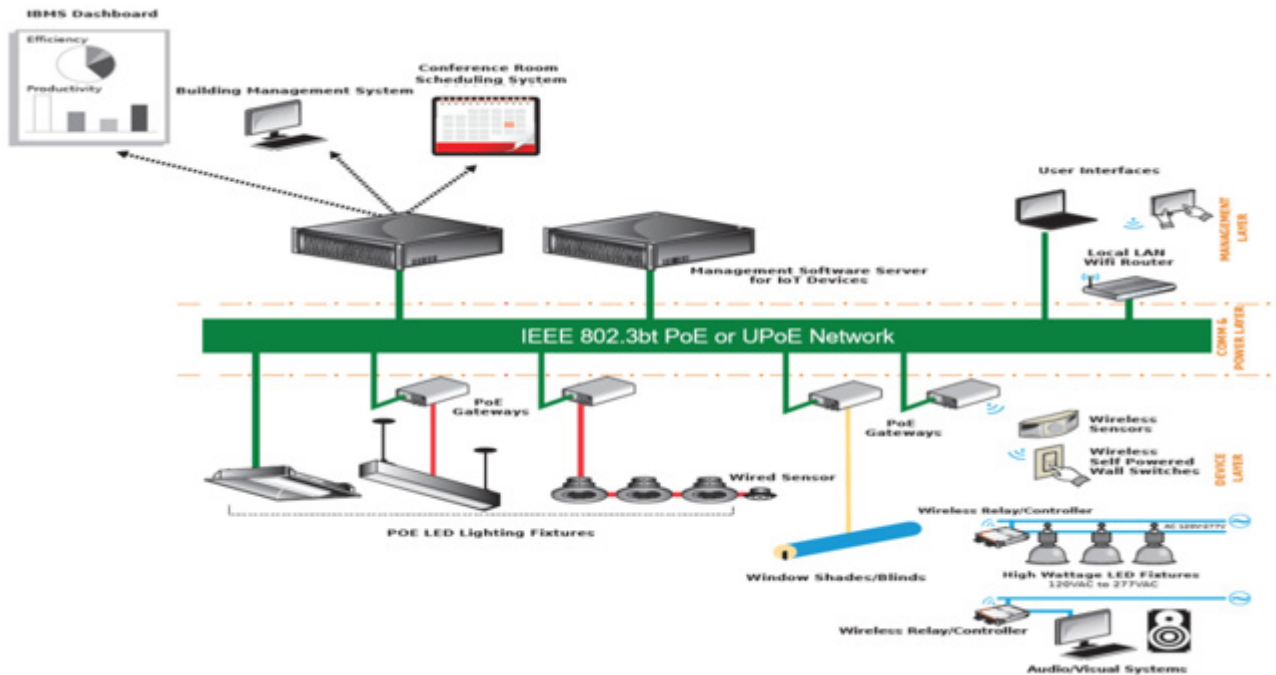 IBMS Dashboard
Efficiency
Productivity
Building Management System
Conference Room
Scheduling System
User Interfaces
MANAGEMENT
LAYER
Local LAN
Wifi Router
Management Software Server
for IoT Devices
IEEE 802.3bt PoE or UPoE Network
COMM &
POWER LAYER
PoE
Gateways
PoE
Gateways
Wireless
Sensors
Wireless
Self Powered
Wall Switches
DEVICE
LAYER
Wired Sensor
POE LED Lighting Fixtures
Window Shades/Blinds
Wireless Relay/Controller
AC 120V-277V
High Wattage LED Fixtures
120VAC to 277VAC
Wireless Relay/Controller
Audio/Visual Systems